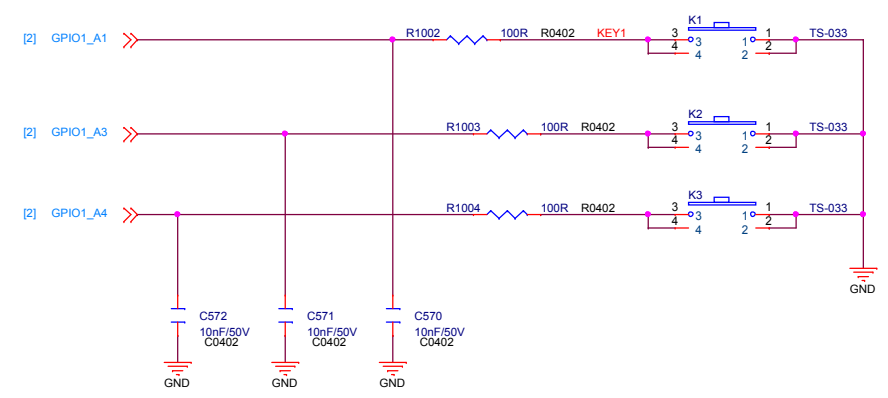 K1
[2] GPIO1_A1 R1002 100R R0402 KEY1 3 3 1 1 TS-033
4 4 2 2
K2
[2] GPIO1_A3 R1003 100R R0402 3 3 1 1 TS-033
4 4 2 2
K3
[2] GPIO1_A4 R1004 100R R0402 3 3 1 1 TS-033
4 4 2 2
GND
C572 C571 C570
10nF/50V 10nF/50V 10nF/50V
C0402 C0402 C0402
GND GND GND